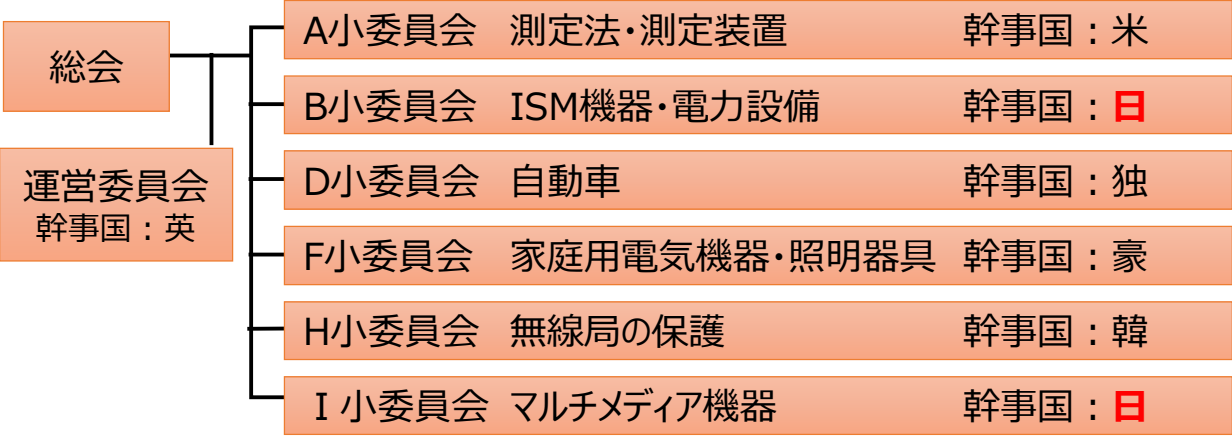 総会
運営委員会
幹事国：英
A小委員会 測定法・測定装置 幹事国：米
B小委員会 ISM機器・電力設備 幹事国：日
D小委員会 自動車 幹事国：独
F小委員会 家庭用電気機器・照明器具 幹事国：豪
H小委員会 無線局の保護 幹事国：韓
I 小委員会 マルチメディア機器 幹事国：日